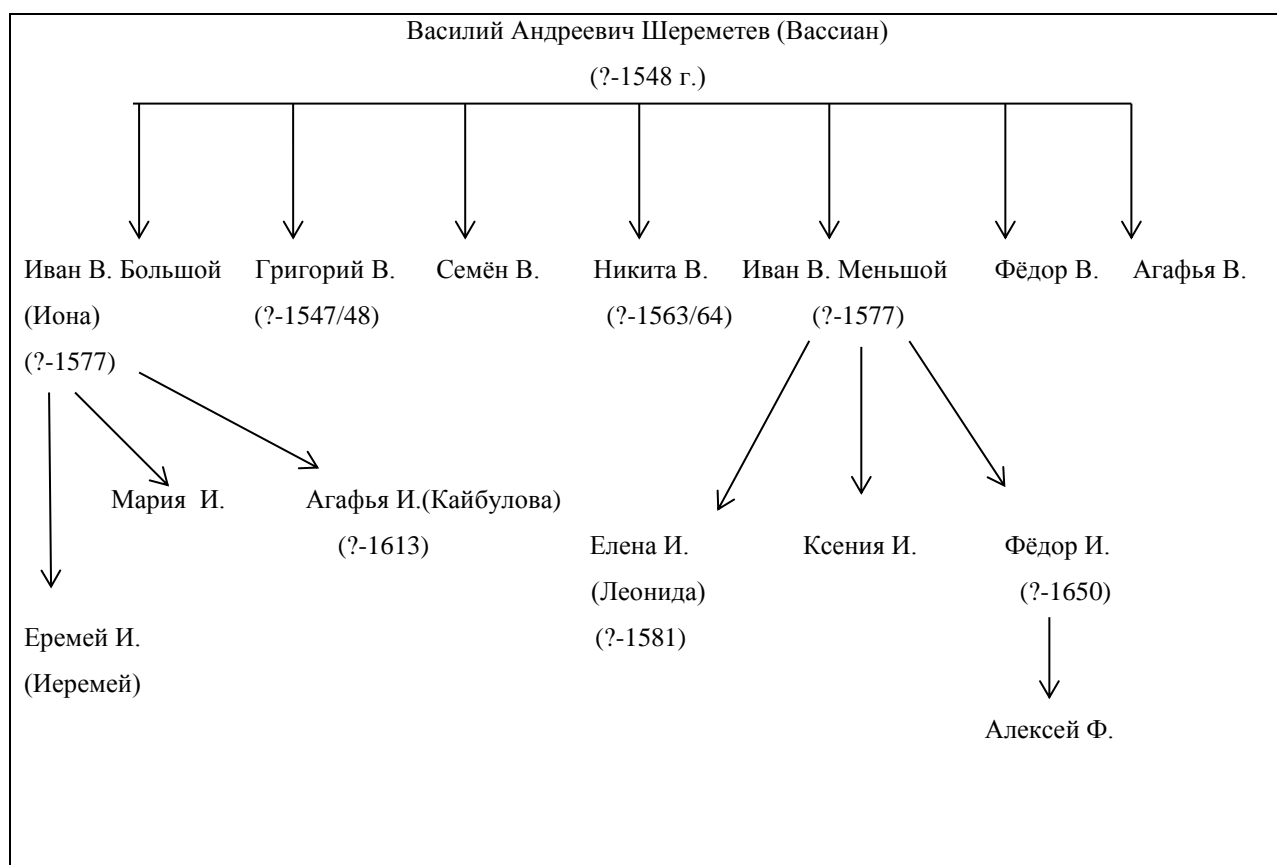 Василий Андреевич Шереметев (Вассиан)
(?-1548 г.)
Иван В. Большой Григорий В. Семён В. Никита В. Иван В. Меньшой Фёдор В. Агафья В.
(Иона) (?-1547/48) (?-1563/64) (?-1577)
(?-1577)
Мария И. Агафья И.(Кайбулова)
(?-1613)
Елена И. Ксения И. Фёдор И.
(Леонида) (?-1650)
(?-1581)
Еремей И.
(Иеремей)
Алексей Ф.